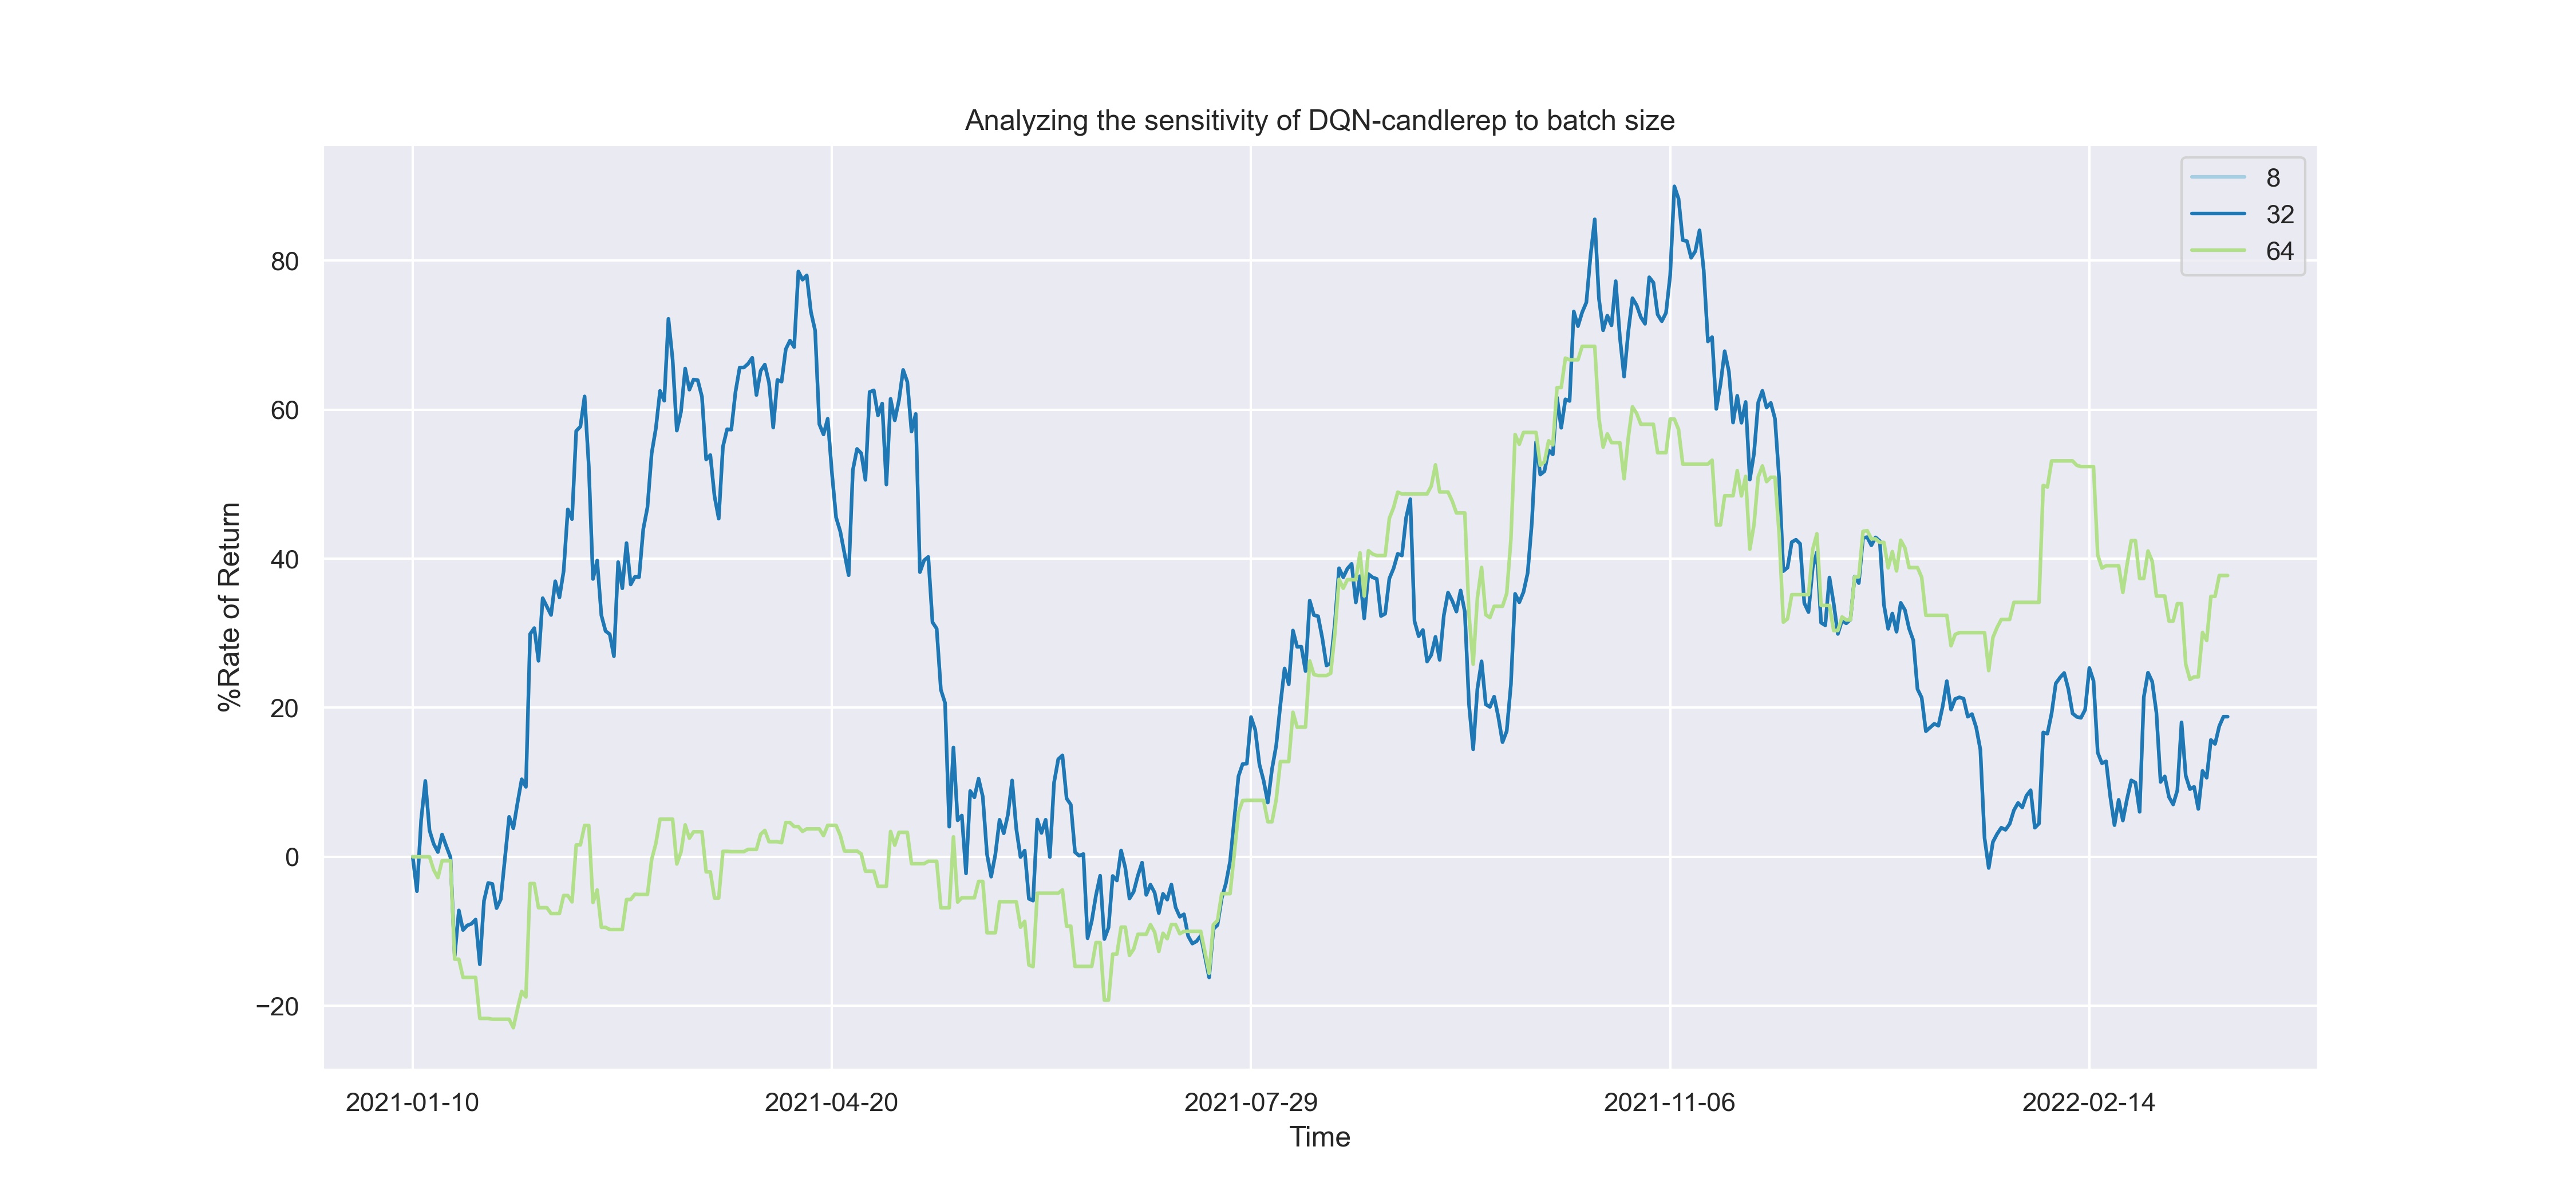 Analyzing the sensitivity of DQN-candlerep to batch size
8
32
64
80
60
40
20
0
−20
%Rate of Return
2021-01-10 2021-04-20 2021-07-29 2021-11-06 2022-02-14
Time